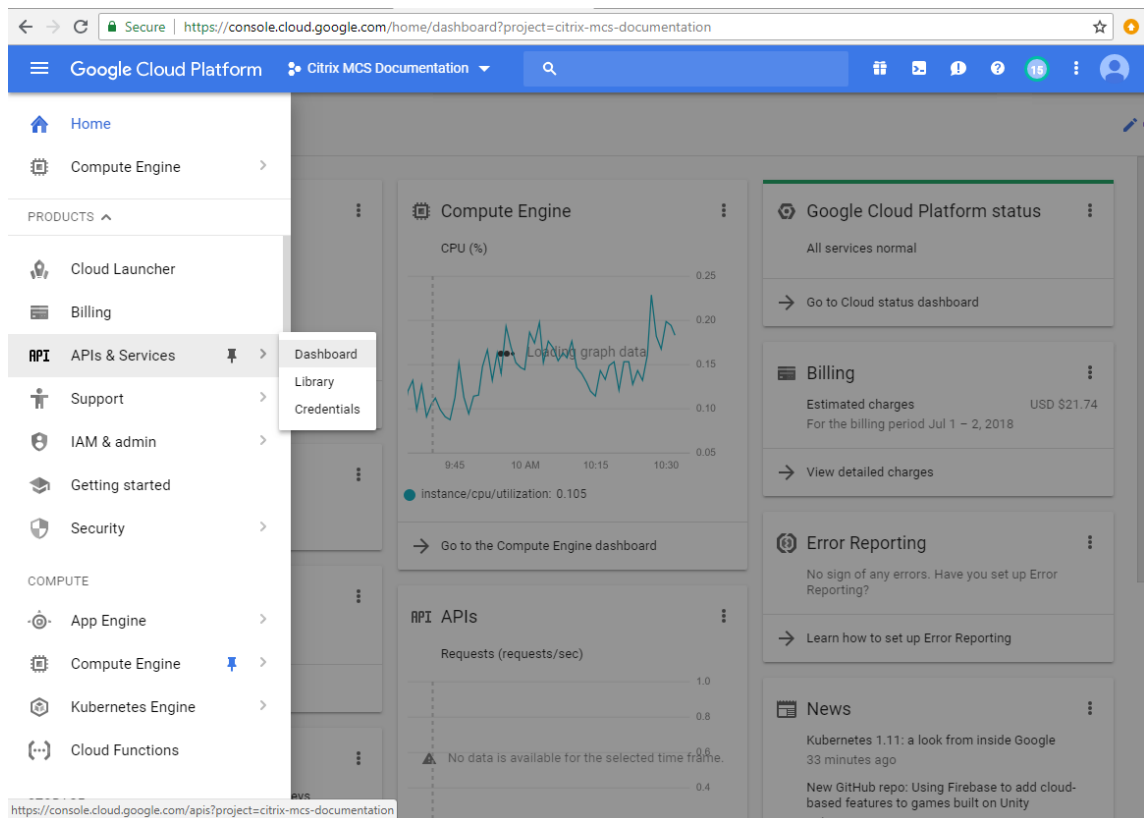 Secure https://console.cloud.google.com/home/dashboard?project=citrix-mcs-documentation
Google Cloud Platform Citrix MCS Documentation 15
Home
Compute Engine
PRODUCTS
Cloud Launcher
Billing
API APIs & Services
Support
IAM & admin
Getting started
Security
COMPUTE
App Engine
Compute Engine
Kubernetes Engine
Cloud Functions
Dashboard
Library
Credentials
Compute Engine
CPU (%)
0.25
0.20
Loading graph data
0.15
0.10
0.05
9:45 10 AM 10:15 10:30
instance/cpu/utilization: 0.105
Go to the Compute Engine dashboard
API APIs
Requests (requests/sec)
1.0
0.8
No data is available for the selected time frame.
0.6
0.4
Google Cloud Platform status
All services normal
Go to Cloud status dashboard
Billing
Estimated charges USD $21.74
For the billing period Jul 1 – 2, 2018
View detailed charges
Error Reporting
No sign of any errors. Have you set up Error
Reporting?
Learn how to set up Error Reporting
News
Kubernetes 1.11: a look from inside Google
33 minutes ago
New GitHub repo: Using Firebase to add cloud-
based features to games built on Unity
https://console.cloud.google.com/apis?project=citrix-mcs-documentation